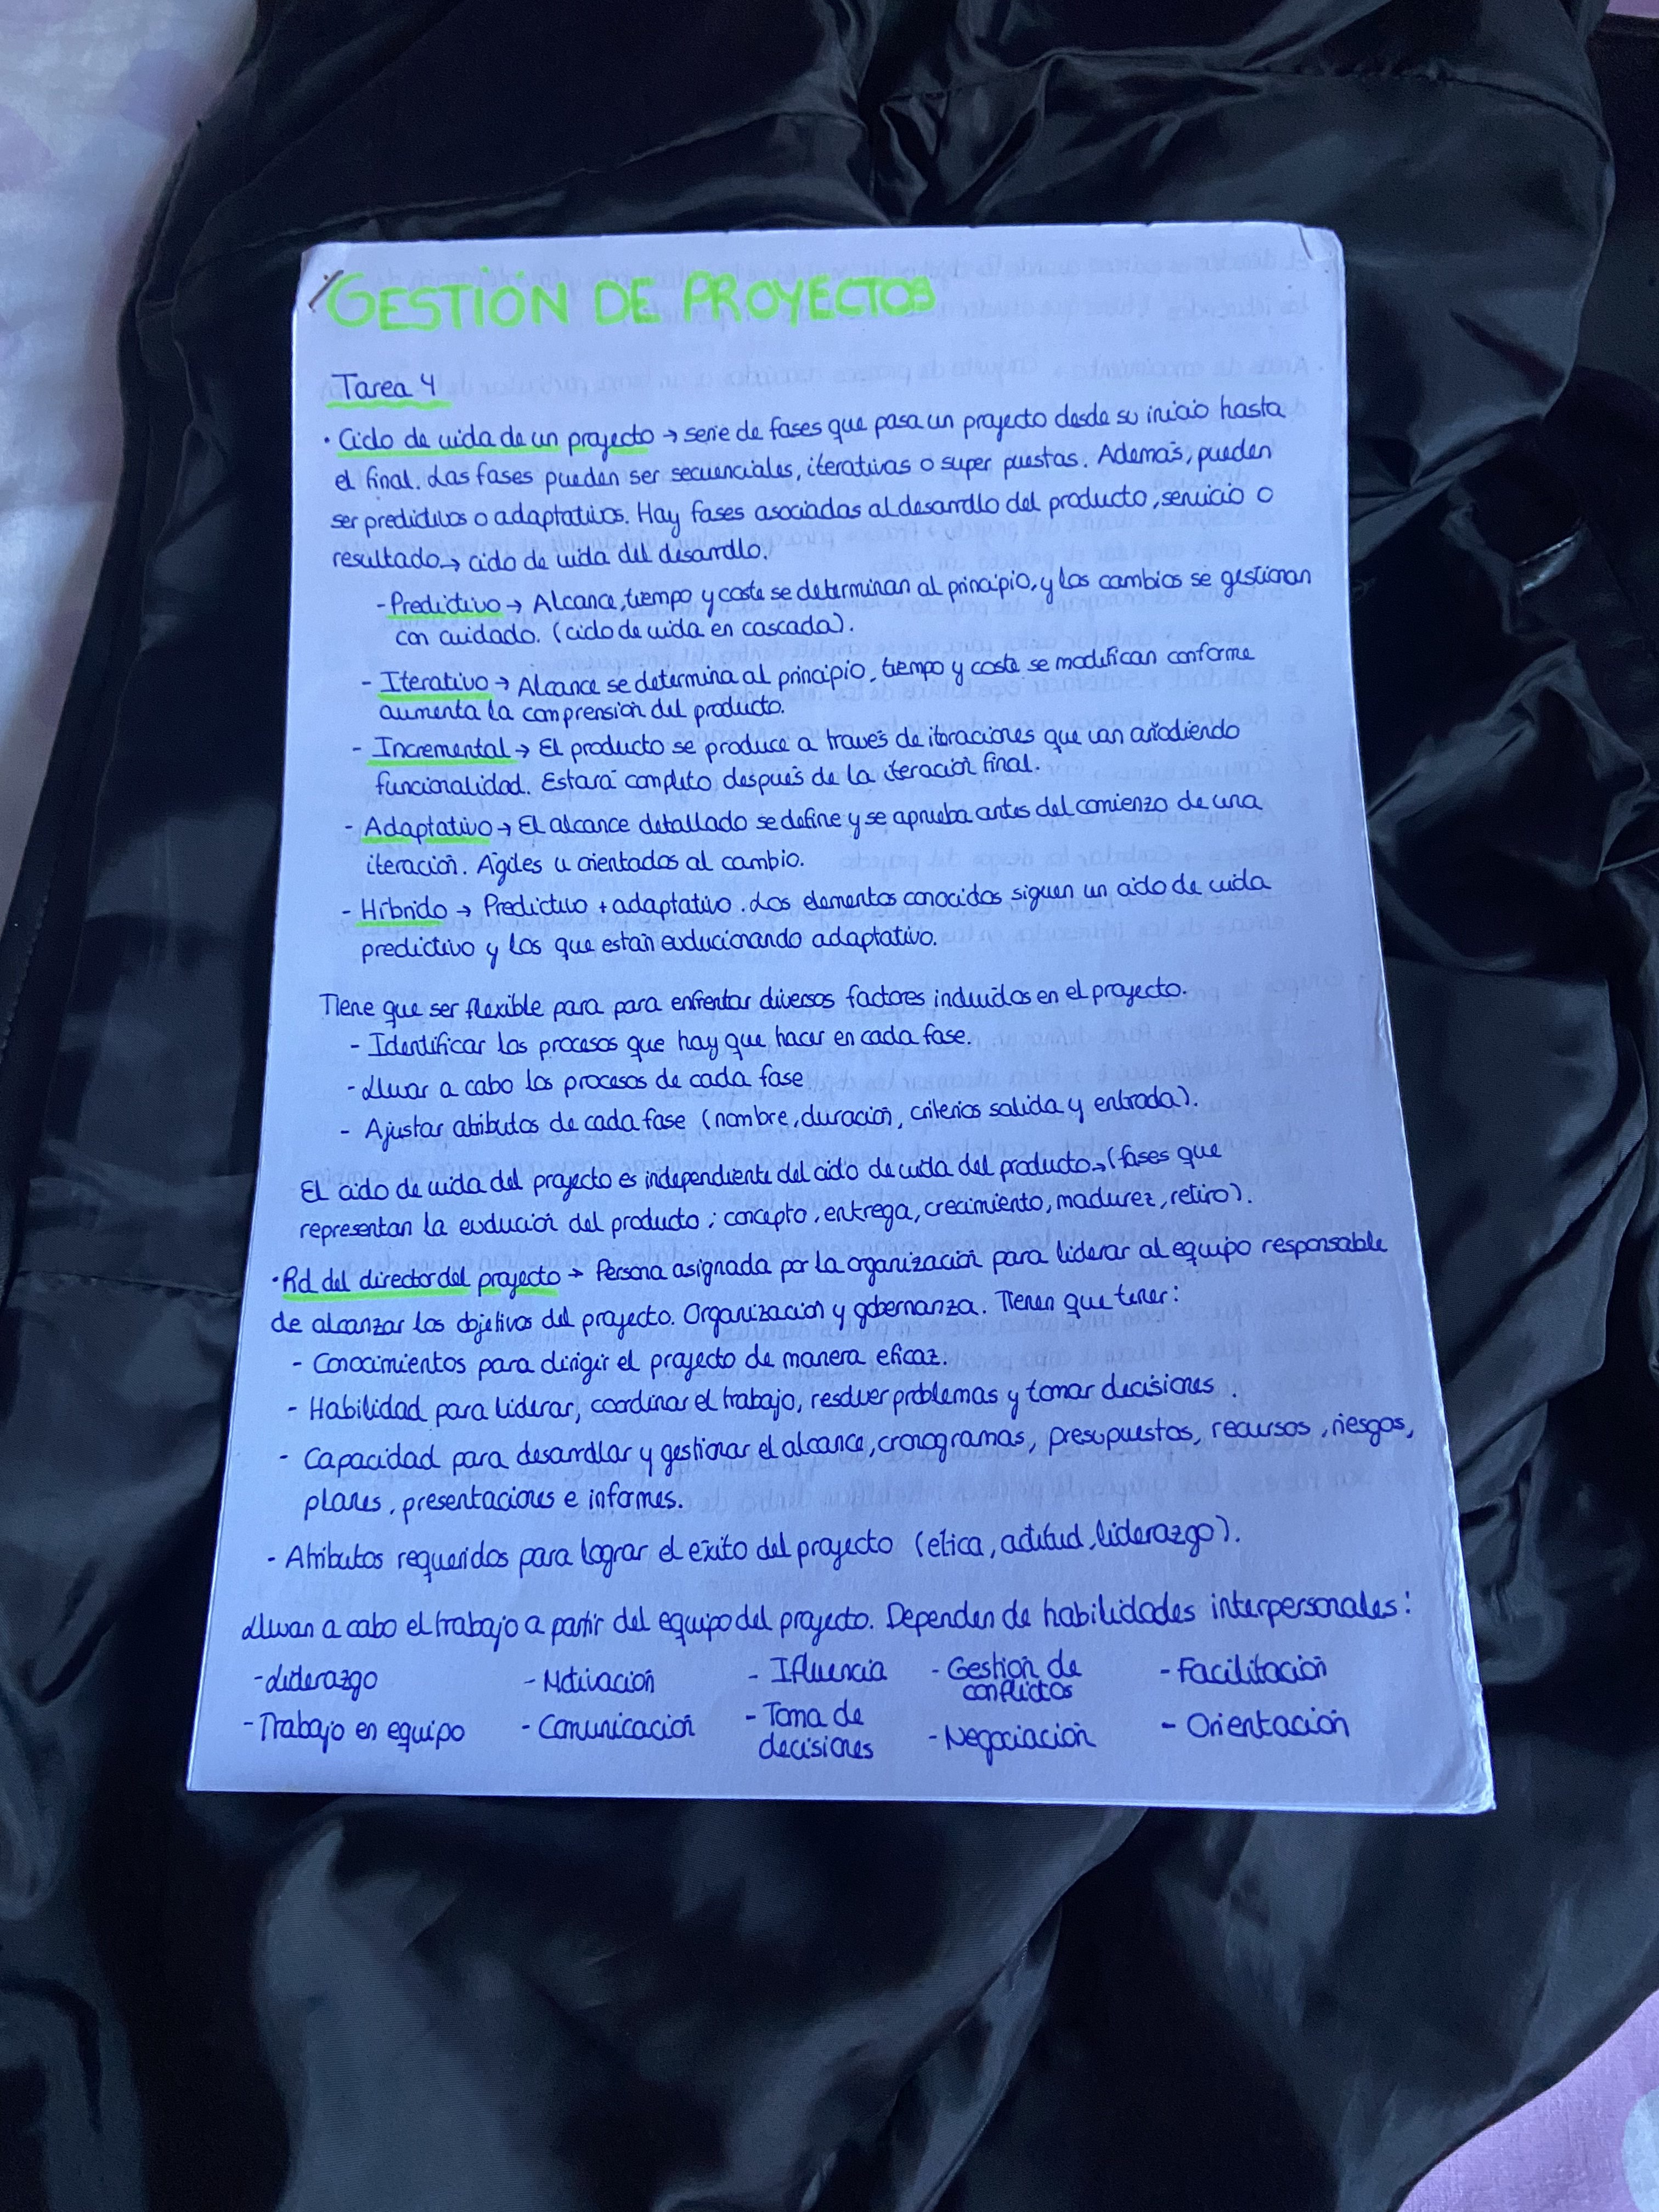 GESTIÓN DE PROYECTOS
Tarea 4
· Ciclo de vida de un proyecto → serie de fases que pasa un proyecto desde su inicio hasta
el final. Las fases pueden ser secuenciales, iterativas o super puestas. Además, pueden
ser predictivos o adaptativos. Hay fases asociadas al desarrollo del producto, servicio o
resultado → ciclo de vida del desarrollo:
- Predictivo → Alcance, tiempo y coste se determinan al principio, y los cambios se gestionan
con cuidado. (ciclo de vida en cascada).
- Iterativo → Alcance se determina al principio, tiempo y coste se modifican conforme
aumenta la comprensión del producto.
- Incremental → El producto se produce a través de iteraciones que van añadiendo
funcionalidad. Estará completo después de la iteración final.
- Adaptativo → El alcance detallado se define y se aprueba antes del comienzo de una
iteración. Agiles u orientados al cambio.
- Híbrido → Predictivo + adaptativo. Los elementos conocidos siguen un ciclo de vida
predictivo y los que están evolucionando adaptativo.
Tiene que ser flexible para para enfrentar diversos factores incluidos en el proyecto.
- Identificar los procesos que hay que hacer en cada fase.
- Llevar a cabo los procesos de cada fase
- Ajustar atibutos de cada fase (nombre, duración, criterios salida y entrada).
El ciclo de vida del proyecto es independiente del ciclo de vida del producto → (fases que
representan la evolución del producto: concepto, entrega, crecimiento, madurez, retiro).
· Rol del director del proyecto → Persona asignada por la organización para liderar al equipo responsable
de alcanzar los objetivos del proyecto. Organización y gobernanza. Tienen que tener:
- Conocimientos para dirigir el proyecto de manera eficaz.
- Habilidad para liderar, coordinar el trabajo, resolver problemas y tomar decisiones.
- Capacidad para desarrollar y gestionar el alcance, cronogramas, presupuestos, recursos, riesgos,
planes, presentaciones e informes.
- Atributos requeridos para lograr el exito del proyecto (etica, actitud, liderazgo).
Llevan a cabo el trabajo a partir del equipo del proyecto. Dependen de habilidades interpersonales:
- Liderazgo - Motivación - Influencia - Gestión de conflictos - Facilitación
- Trabajo en equipo - Comunicación - Toma de decisiones - Negociación - Orientación